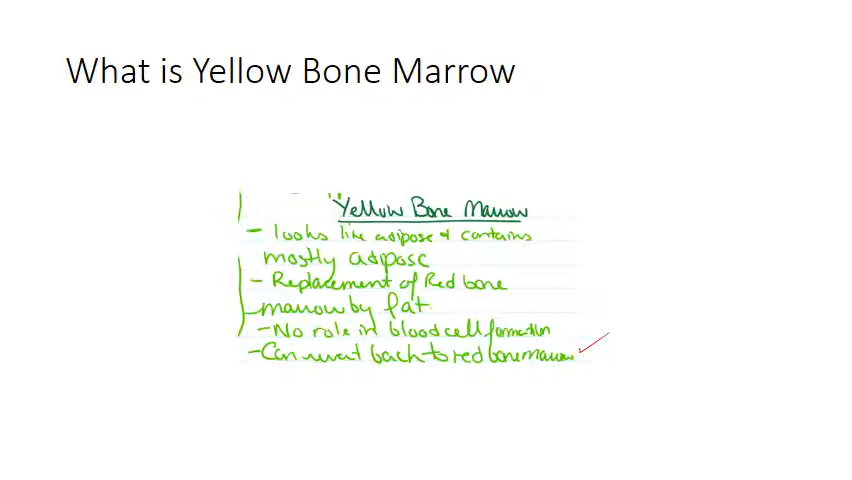 What is Yellow Bone Marrow
Yellow Bone Marrow
- looks like adipose & contains
mostly adipose
- Replacement of Red bone
marrow by fat.
- No role in blood cell formation
- Can revert back to red bone marrow